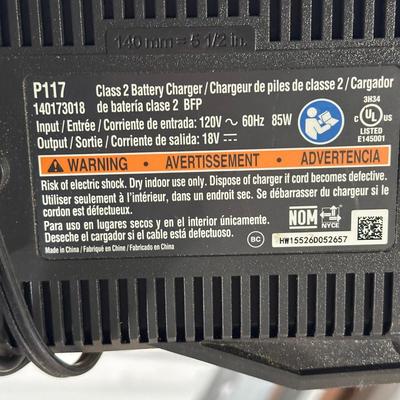 140mm=5 1/2 in.
P117 Class 2 Battery Charger / Chargeur de piles de classe 2 / Cargador
140173018 de batería clase 2 BFP
Input / Entrée / Corriente de entrada: 120V ~ 60Hz 85W
Output / Sortie / Corriente de salida: 18V ⎓
3H34
C UL US
LISTED
E145001
WARNING • AVERTISSEMENT • ADVERTENCIA
Risk of electric shock. Dry indoor use only. Dispose of charger if cord becomes defective.
Utiliser seulement à l'intérieur, dans un endroit sec. Se débarrasser du chargeur si le
cordon est défectueux.
Para uso en lugares secos y en el interior únicamente.
Deseche el cargador si el cable está defectuoso.
Made in China / Fabriqué en Chine / Fabricado en China
BC
NOM
NYCE
HW15526D052657